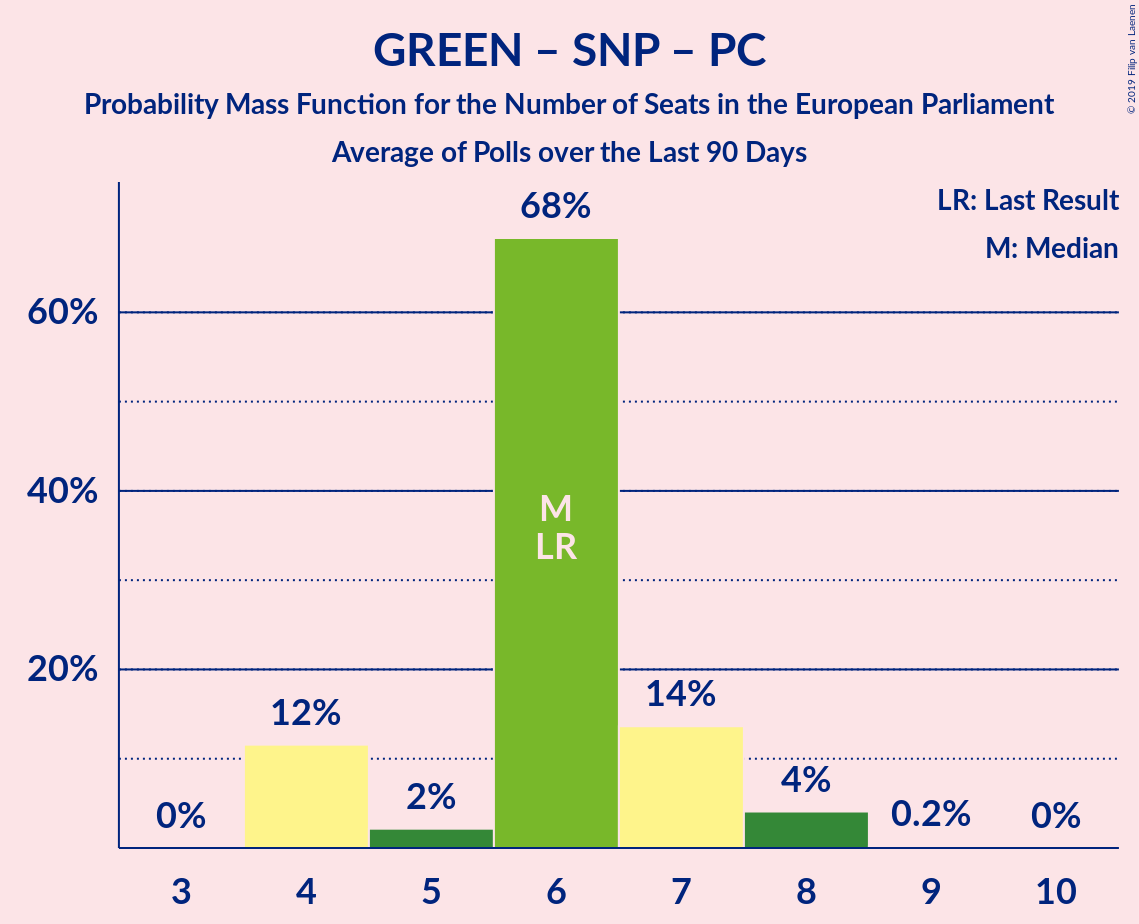 GREEN – SNP – PC
Probability Mass Function for the Number of Seats in the European Parliament
Average of Polls over the Last 90 Days
© 2019 Filip van Laenen
LR: Last Result
M: Median
68%
60%
40%
20%
M
LR
0%
12%
2%
14%
4%
0.2%
0%
3 4 5 6 7 8 9 10